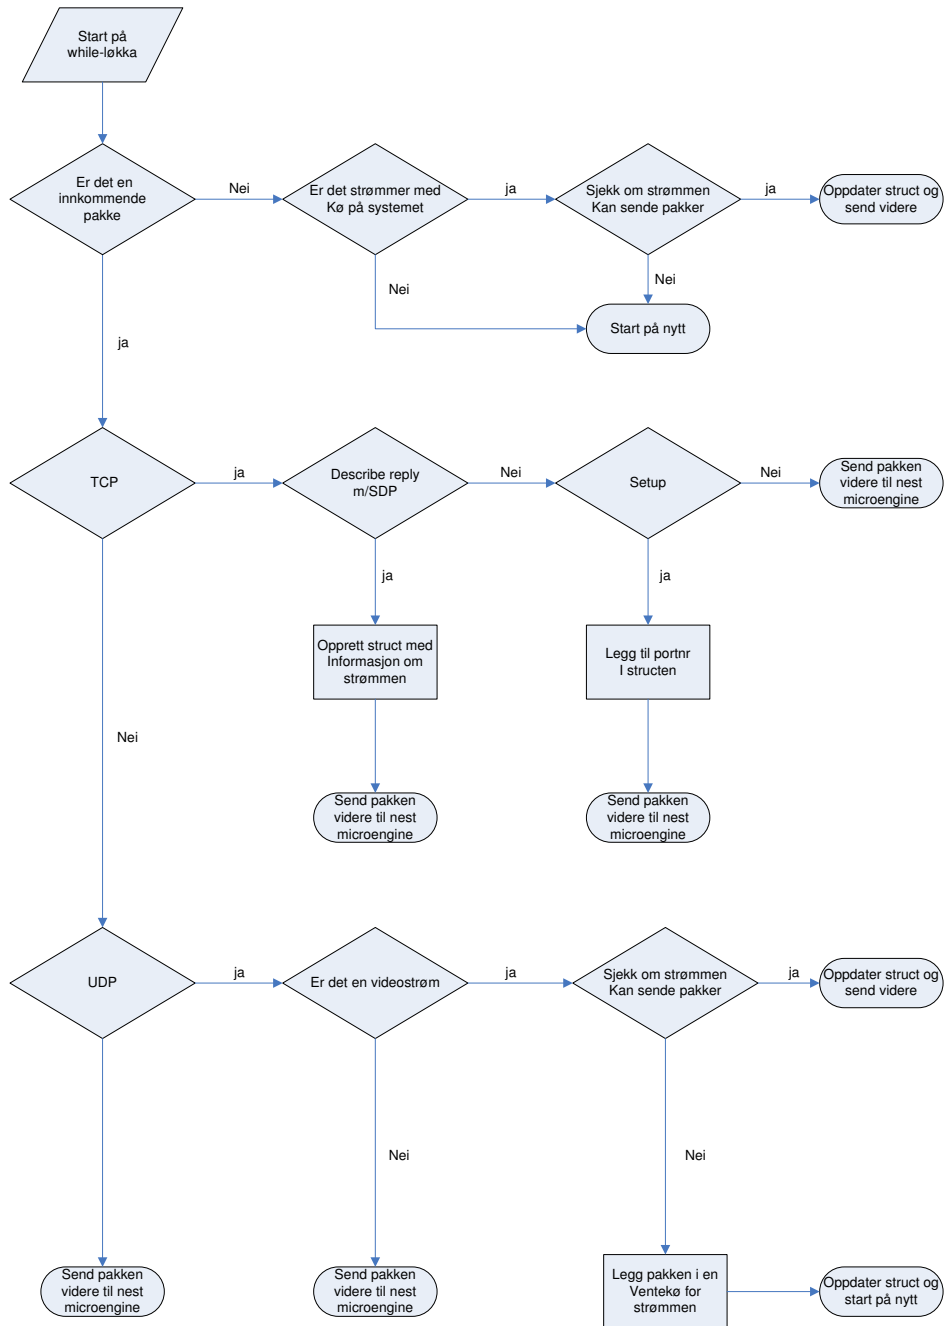 Start på
while-løkka
Er det en
innkommende
pakke
Nei
Er det strømmer med
Kø på systemet
ja
Sjekk om strømmen
Kan sende pakker
ja
Oppdater struct og
send videre
Nei
Nei
Start på nytt
ja
TCP
ja
Describe reply
m/SDP
Nei
Setup
Nei
Send pakken
videre til nest
microengine
ja
ja
Opprett struct med
Informasjon om
strømmen
Legg til portnr
I structen
Nei
Send pakken
videre til nest
microengine
Send pakken
videre til nest
microengine
UDP
ja
Er det en videostrøm
ja
Sjekk om strømmen
Kan sende pakker
ja
Oppdater struct og
send videre
Nei
Nei
Send pakken
videre til nest
microengine
Send pakken
videre til nest
microengine
Legg pakken i en
Ventekø for
strømmen
Oppdater struct og
start på nytt